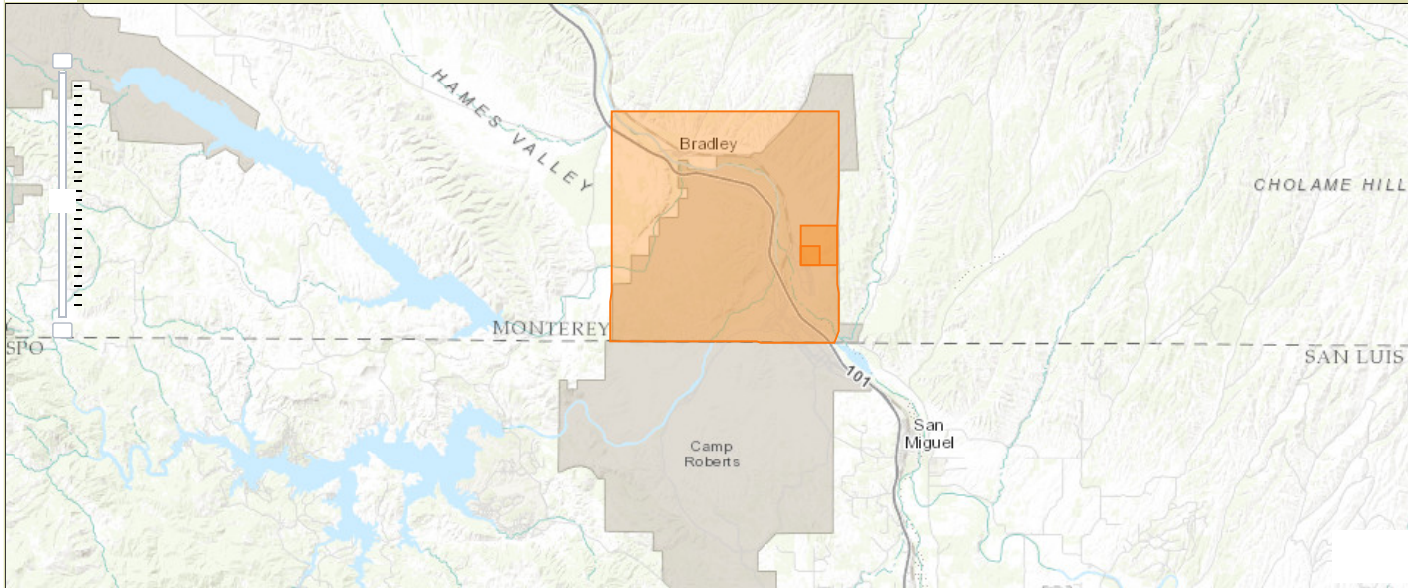 HAMES VALLEY
Bradley
CHOLAME HILL
MONTEREY
SPO
SAN LUIS
101
San
Miguel
Camp
Roberts